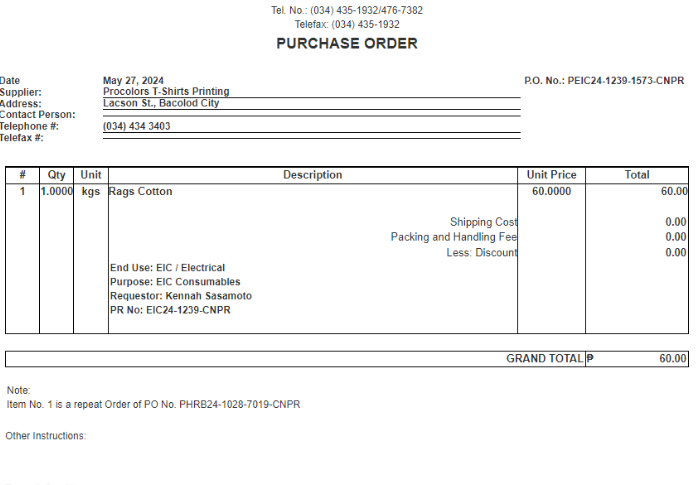 Tel. No.: (034) 435-1932/476-7382
Telefax: (034) 435-1932
PURCHASE ORDER
Date May 27, 2024 P.O. No.: PEIC24-1239-1573-CNPR
Supplier: Procolors T-Shirts Printing
Address: Lacson St., Bacolod City
Contact Person:
Telephone #: (034) 434 3403
Telefax #:
# Qty Unit Description Unit Price Total
1 1.0000 kgs Rags Cotton 60.0000 60.00
Shipping Cost 0.00
Packing and Handling Fee 0.00
Less: Discount 0.00
End Use: EIC / Electrical
Purpose: EIC Consumables
Requestor: Kennah Sasamoto
PR No: EIC24-1239-CNPR
GRAND TOTAL ₱ 60.00
Note:
Item No. 1 is a repeat Order of PO No. PHRB24-1028-7019-CNPR
Other Instructions: